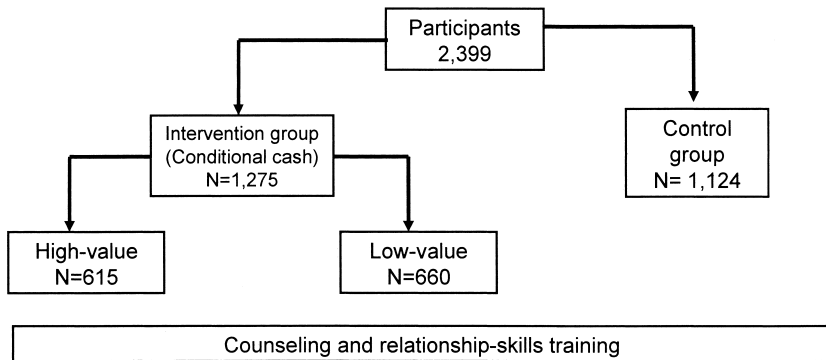 Participants
2,399
Intervention group
(Conditional cash)
N=1,275
Control
group
N= 1,124
High-value
N=615
Low-value
N=660
Counseling and relationship-skills training